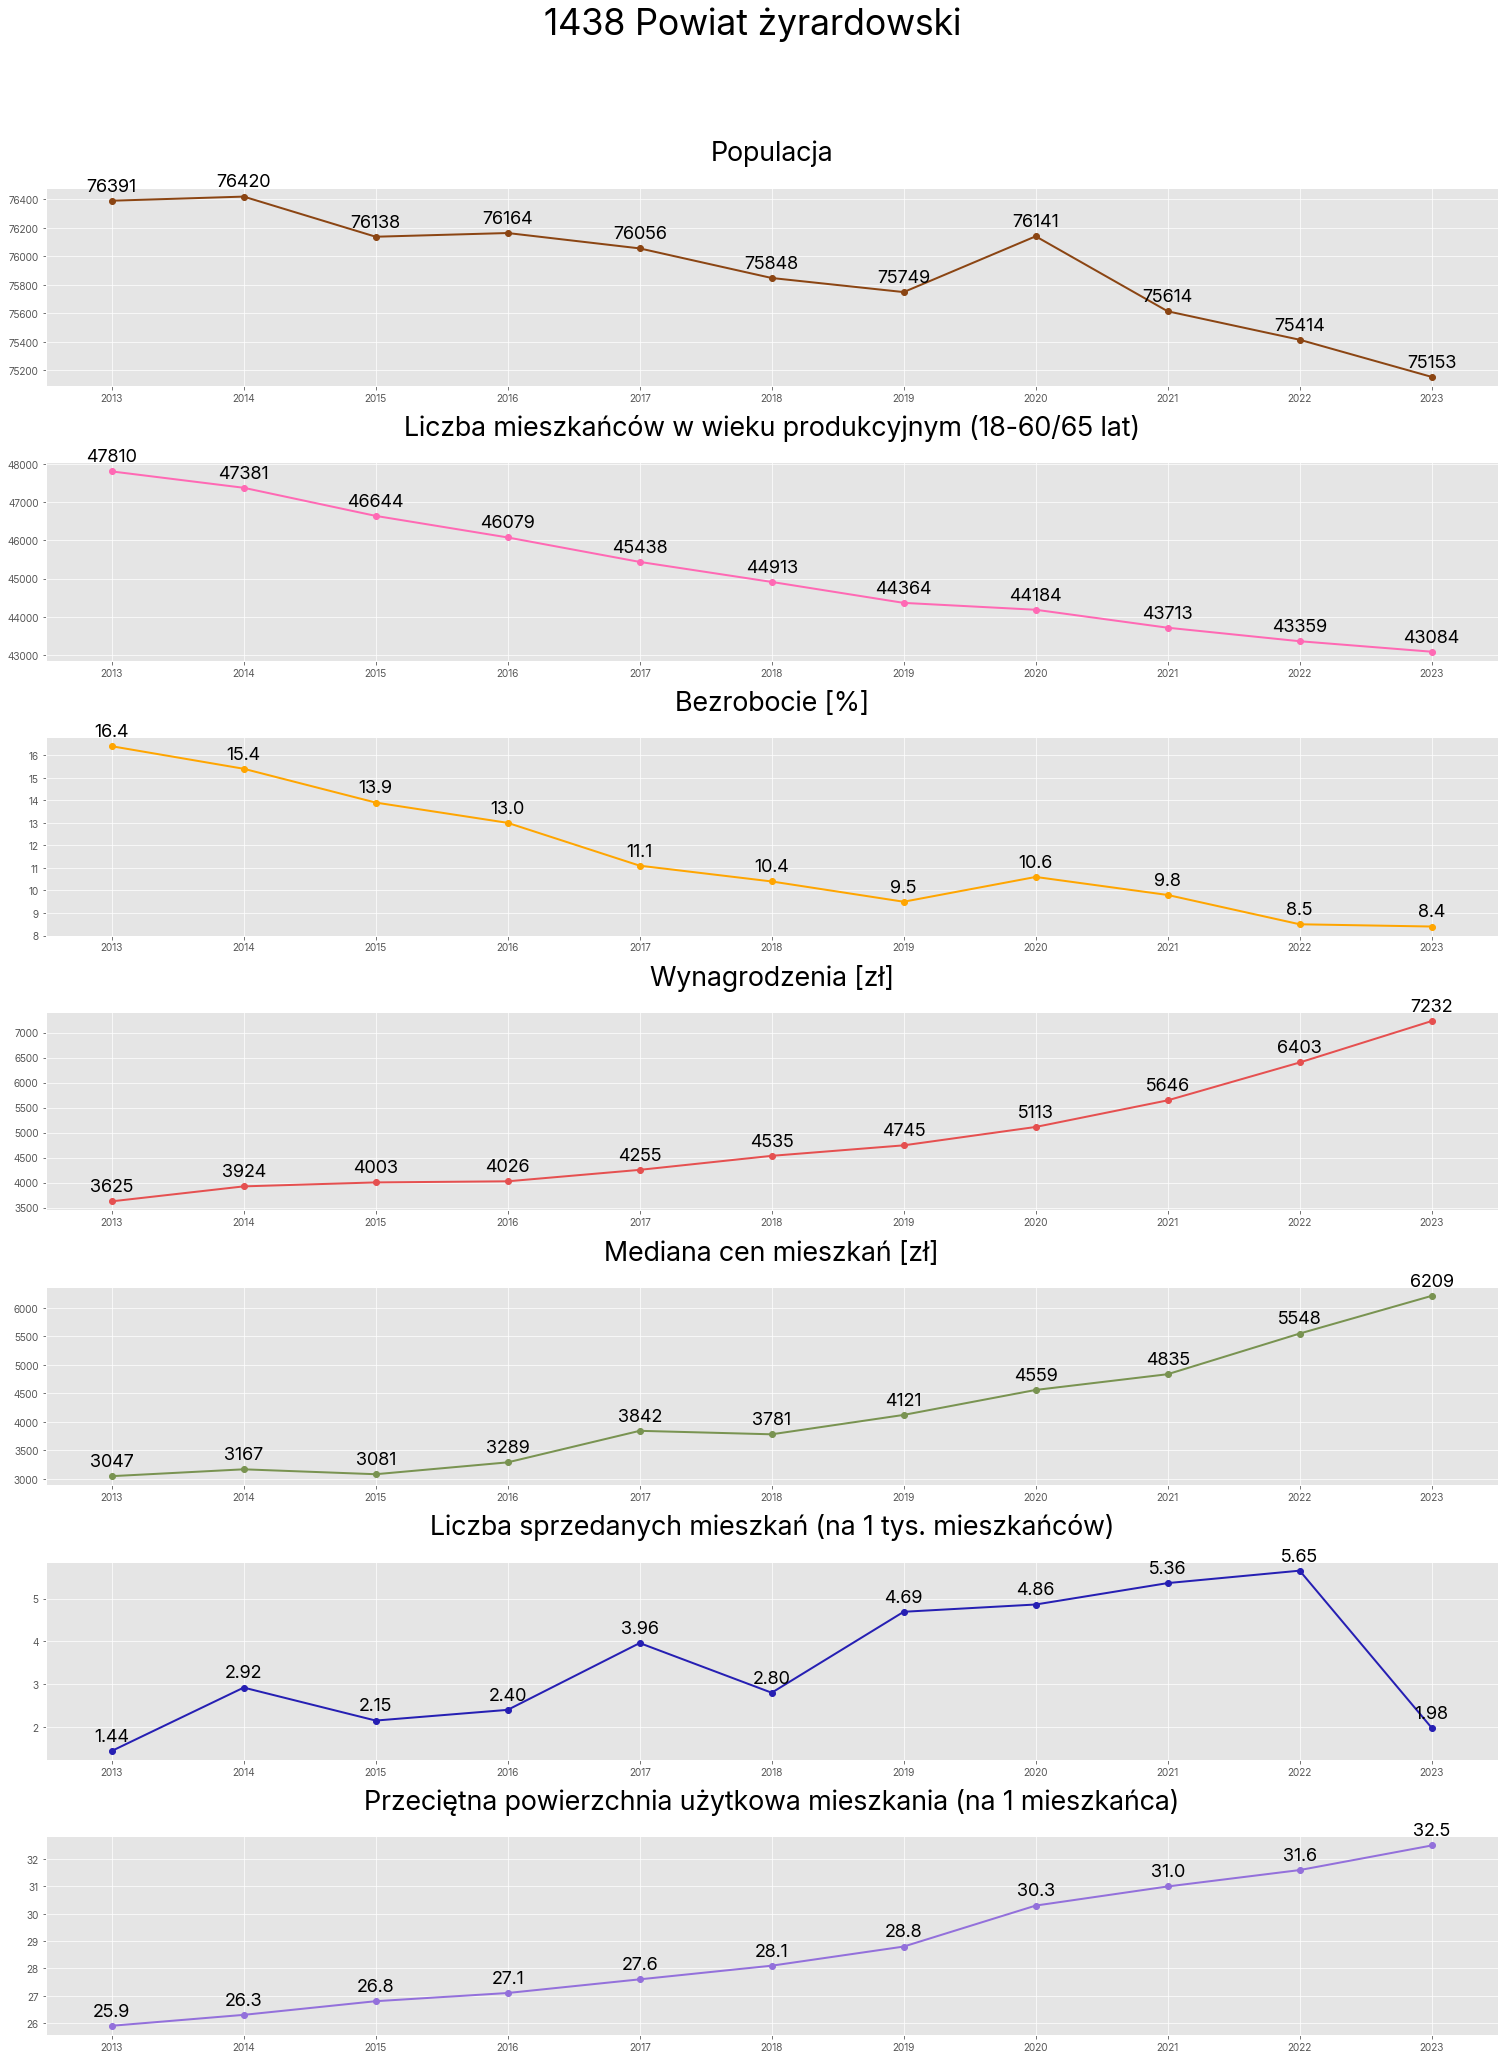 1438 Powiat żyrardowski
Populacja
76391 76420 76138 76164 76056 75848 75749 76141 75614 75414 75153
76400
76200
76000
75800
75600
75400
75200
2013 2014 2015 2016 2017 2018 2019 2020 2021 2022 2023
Liczba mieszkańców w wieku produkcyjnym (18-60/65 lat)
47810 47381 46644 46079 45438 44913 44364 44184 43713 43359 43084
48000
47000
46000
45000
44000
43000
2013 2014 2015 2016 2017 2018 2019 2020 2021 2022 2023
Bezrobocie [%]
16.4 15.4 13.9 13.0 11.1 10.4 9.5 10.6 9.8 8.5 8.4
16
15
14
13
12
11
10
9
8
2013 2014 2015 2016 2017 2018 2019 2020 2021 2022 2023
Wynagrodzenia [zł]
3625 3924 4003 4026 4255 4535 4745 5113 5646 6403 7232
7000
6500
6000
5500
5000
4500
4000
3500
2013 2014 2015 2016 2017 2018 2019 2020 2021 2022 2023
Mediana cen mieszkań [zł]
3047 3167 3081 3289 3842 3781 4121 4559 4835 5548 6209
6000
5500
5000
4500
4000
3500
3000
2013 2014 2015 2016 2017 2018 2019 2020 2021 2022 2023
Liczba sprzedanych mieszkań (na 1 tys. mieszkańców)
1.44 2.92 2.15 2.40 3.96 2.80 4.69 4.86 5.36 5.65 1.98
5
4
3
2
2013 2014 2015 2016 2017 2018 2019 2020 2021 2022 2023
Przeciętna powierzchnia użytkowa mieszkania (na 1 mieszkańca)
25.9 26.3 26.8 27.1 27.6 28.1 28.8 30.3 31.0 31.6 32.5
32
31
30
29
28
27
26
2013 2014 2015 2016 2017 2018 2019 2020 2021 2022 2023